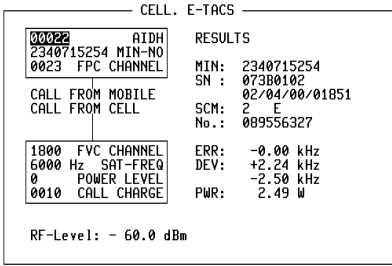 CELL. E-TACS
00022 AIDH
2340715254 MIN-NO
0023 FPC CHANNEL
CALL FROM MOBILE
CALL FROM CELL
1800 FVC CHANNEL
6000 Hz SAT-FREQ
0 POWER LEVEL
0010 CALL CHARGE
RESULTS
MIN: 2340715254
SN : 073B0102
02/04/00/01851
SCM: 2 E
No.: 089556327
ERR: -0.00 kHz
DEV: +2.24 kHz
-2.50 kHz
PWR: 2.49 W
RF-Level: - 60.0 dBm